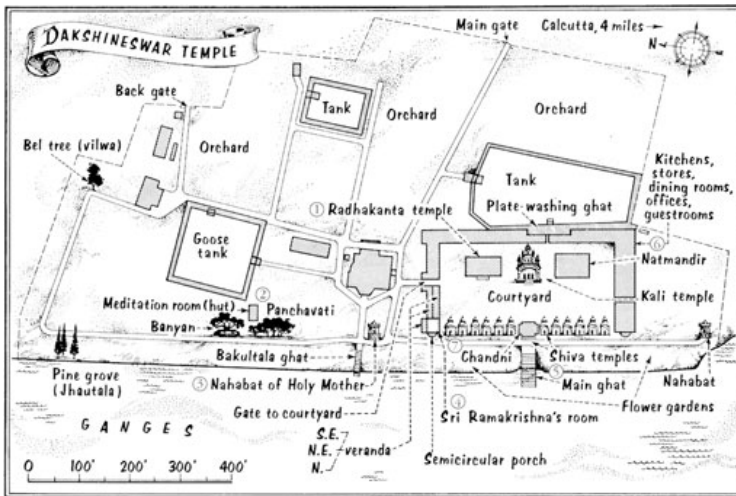 DAKSHINESWAR TEMPLE
Main gate
Calcutta, 4 miles
N
Back gate
Tank
Orchard
Orchard
Bel tree (vilwa)
Orchard
Kitchens,
stores,
dining rooms,
offices,
guestrooms
Tank
① Radhakanta temple
Plate-washing ghat
⑥
Goose
tank
Natmandir
②
Meditation room (hut)
Panchavati
Courtyard
Kali temple
Banyan
Bakultala ghat
⑦
Chandni
Shiva temples
⑤
Pine grove
(Jhautala)
③ Nahabat of Holy Mother
Main ghat
Nahabat
Gate to courtyard
④
Flower gardens
Sri Ramakrishna's room
GANGES
S.E.
N.E. veranda
N.
Semicircular porch
0 100' 200' 300' 400'